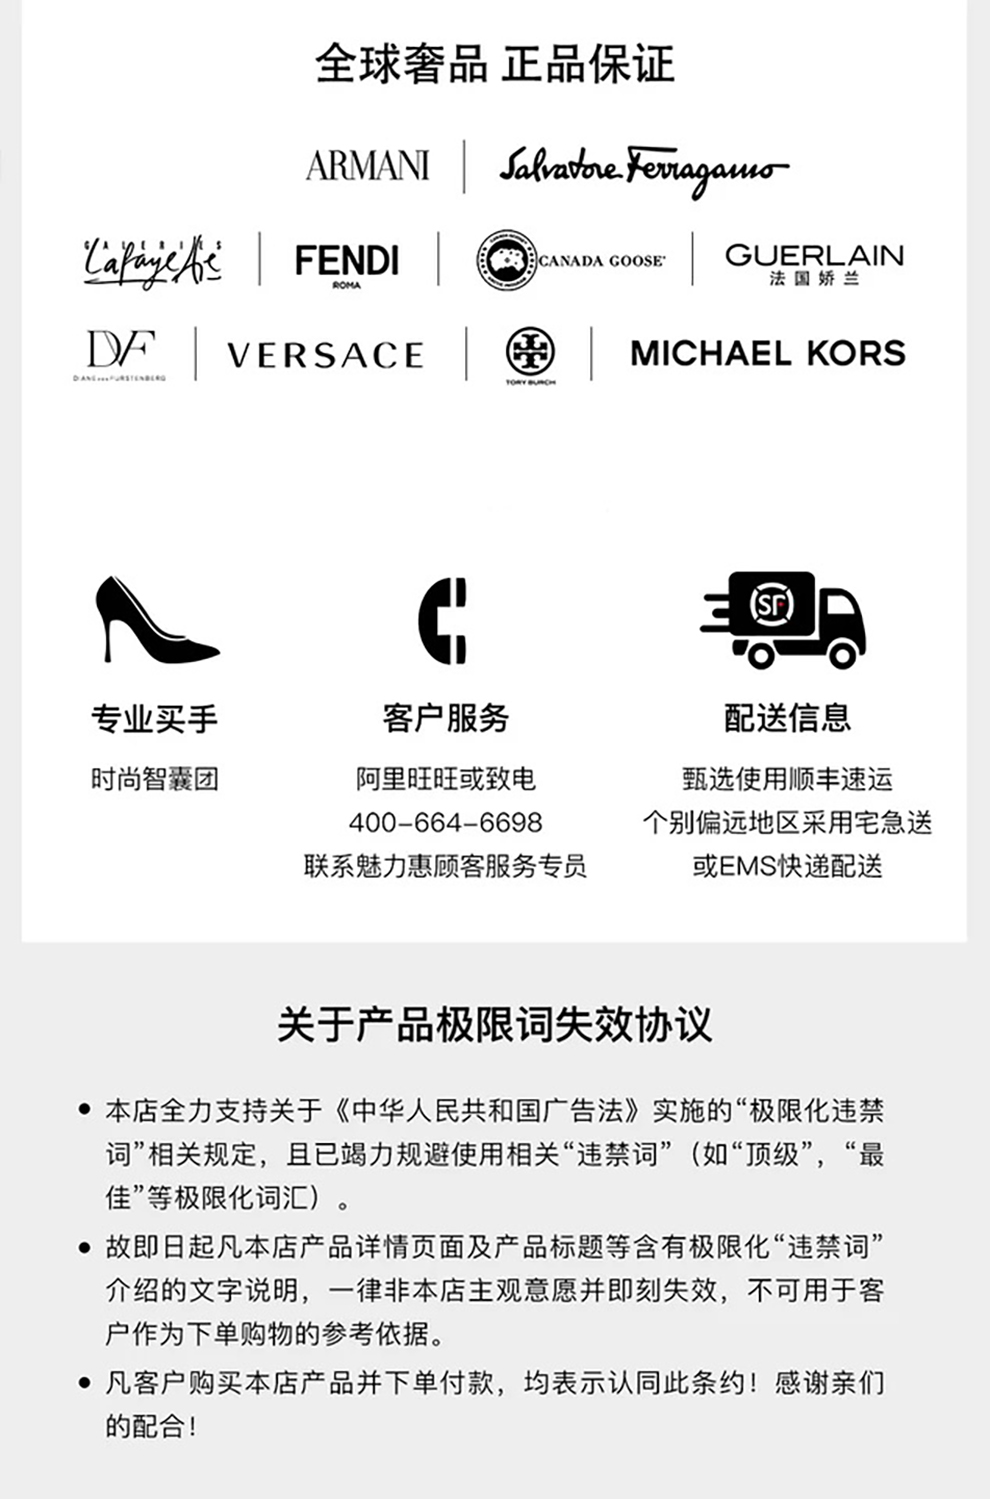 全球奢品 正品保证
ARMANI
Salvatore Ferragamo
GALERIES
Lafayette
FENDI
ROMA
CANADA GOOSE
GUERLAIN
法国娇兰
DVF
DIANE VON FURSTENBERG
VERSACE
TORY BURCH
MICHAEL KORS
SF
专业买手
时尚智囊团
客户服务
阿里旺旺或致电
400-664-6698
联系魅力惠顾客服务专员
配送信息
甄选使用顺丰速运
个别偏远地区采用宅急送
或EMS快递配送
关于产品极限词失效协议
● 本店全力支持关于《中华人民共和国广告法》实施的“极限化违禁
词”相关规定，且已竭力规避使用相关“违禁词”（如“顶级”，“最
佳”等极限化词汇）。
● 故即日起凡本店产品详情页面及产品标题等含有极限化“违禁词”
介绍的文字说明，一律非本店主观意愿并即刻失效，不可用于客
户作为下单购物的参考依据。
● 凡客户购买本店产品并下单付款，均表示认同此条约！感谢亲们
的配合！